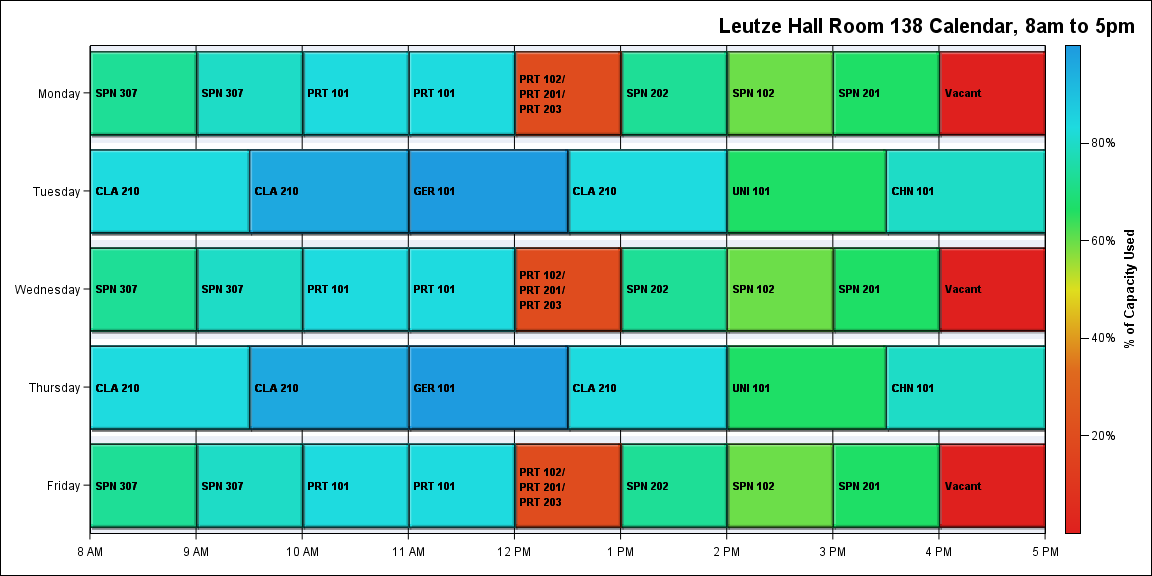 Leutze Hall Room 138 Calendar, 8am to 5pm
Monday
SPN 307
SPN 307
PRT 101
PRT 101
PRT 102/
PRT 201/
PRT 203
SPN 202
SPN 102
SPN 201
Vacant
Tuesday
CLA 210
CLA 210
GER 101
CLA 210
UNI 101
CHN 101
Wednesday
SPN 307
SPN 307
PRT 101
PRT 101
PRT 102/
PRT 201/
PRT 203
SPN 202
SPN 102
SPN 201
Vacant
Thursday
CLA 210
CLA 210
GER 101
CLA 210
UNI 101
CHN 101
Friday
SPN 307
SPN 307
PRT 101
PRT 101
PRT 102/
PRT 201/
PRT 203
SPN 202
SPN 102
SPN 201
Vacant
8 AM
9 AM
10 AM
11 AM
12 PM
1 PM
2 PM
3 PM
4 PM
5 PM
80%
60%
40%
20%
% of Capacity Used